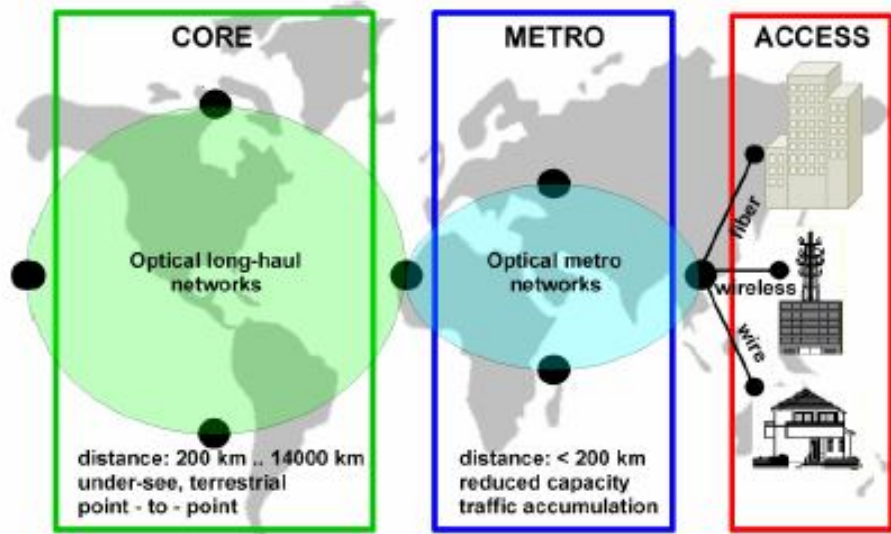 CORE
Optical long-haul
networks
distance: 200 km .. 14000 km
under-see, terrestrial
point - to - point
METRO
Optical metro
networks
distance: < 200 km
reduced capacity
traffic accumulation
ACCESS
fiber
wireless
wire